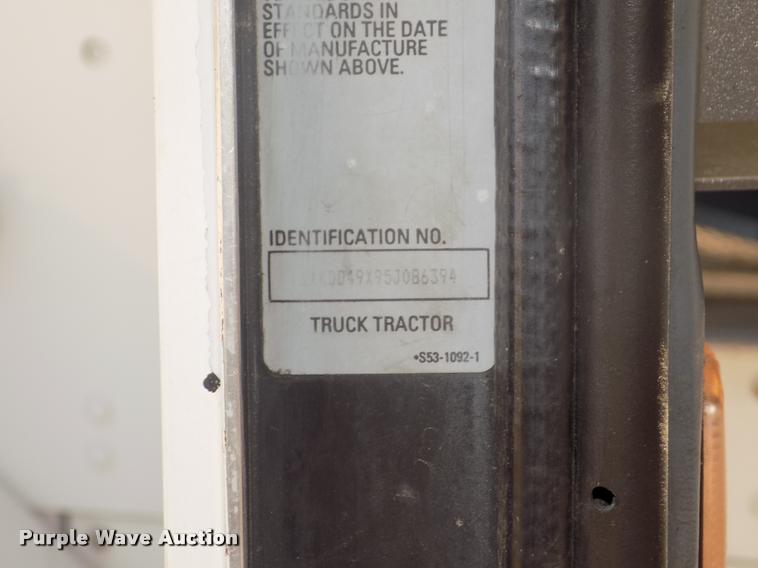 STANDARDS IN
EFFECT ON THE DATE
OF MANUFACTURE
SHOWN ABOVE.
IDENTIFICATION NO.
TRUCK TRACTOR
*S53-1092-1
Purple Wave Auction